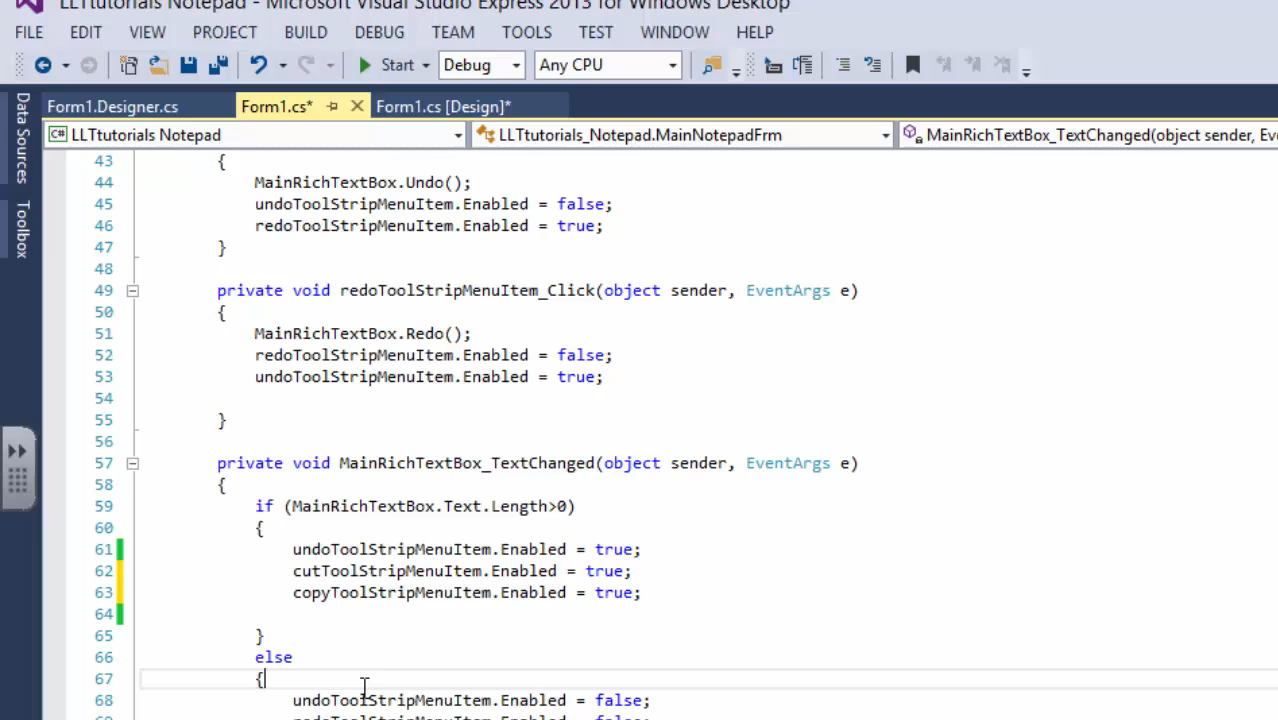 LLTtutorials Notepad - Microsoft Visual Studio Express 2013 for Windows Desktop
FILE EDIT VIEW PROJECT BUILD DEBUG TEAM TOOLS TEST WINDOW HELP
Start Debug Any CPU
Data Sources
Toolbox
Form1.Designer.cs Form1.cs* Form1.cs [Design]*
C# LLTtutorials Notepad LLTtutorials_Notepad.MainNotepadFrm MainRichTextBox_TextChanged(object sender, Eve
43 {
44 MainRichTextBox.Undo();
45 undoToolStripMenuItem.Enabled = false;
46 redoToolStripMenuItem.Enabled = true;
47 }
48
49 private void redoToolStripMenuItem_Click(object sender, EventArgs e)
50 {
51 MainRichTextBox.Redo();
52 redoToolStripMenuItem.Enabled = false;
53 undoToolStripMenuItem.Enabled = true;
54
55 }
56
57 private void MainRichTextBox_TextChanged(object sender, EventArgs e)
58 {
59 if (MainRichTextBox.Text.Length>0)
60 {
61 undoToolStripMenuItem.Enabled = true;
62 cutToolStripMenuItem.Enabled = true;
63 copyToolStripMenuItem.Enabled = true;
64
65 }
66 else
67 {
68 undoToolStripMenuItem.Enabled = false;